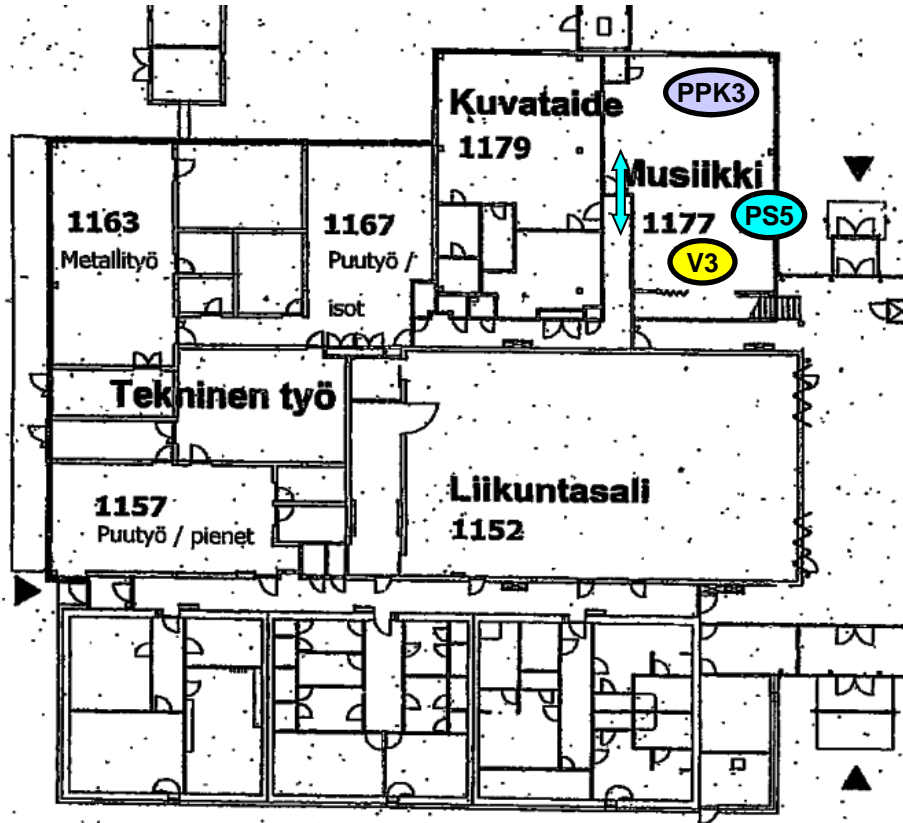 PPK3
Kuvataide
1179
Musiikki
1177
PS5
V3
1163
Metallityö
1167
Puutyö /
isot
Tekninen työ
Liikuntasali
1152
1157
Puutyö / pienet